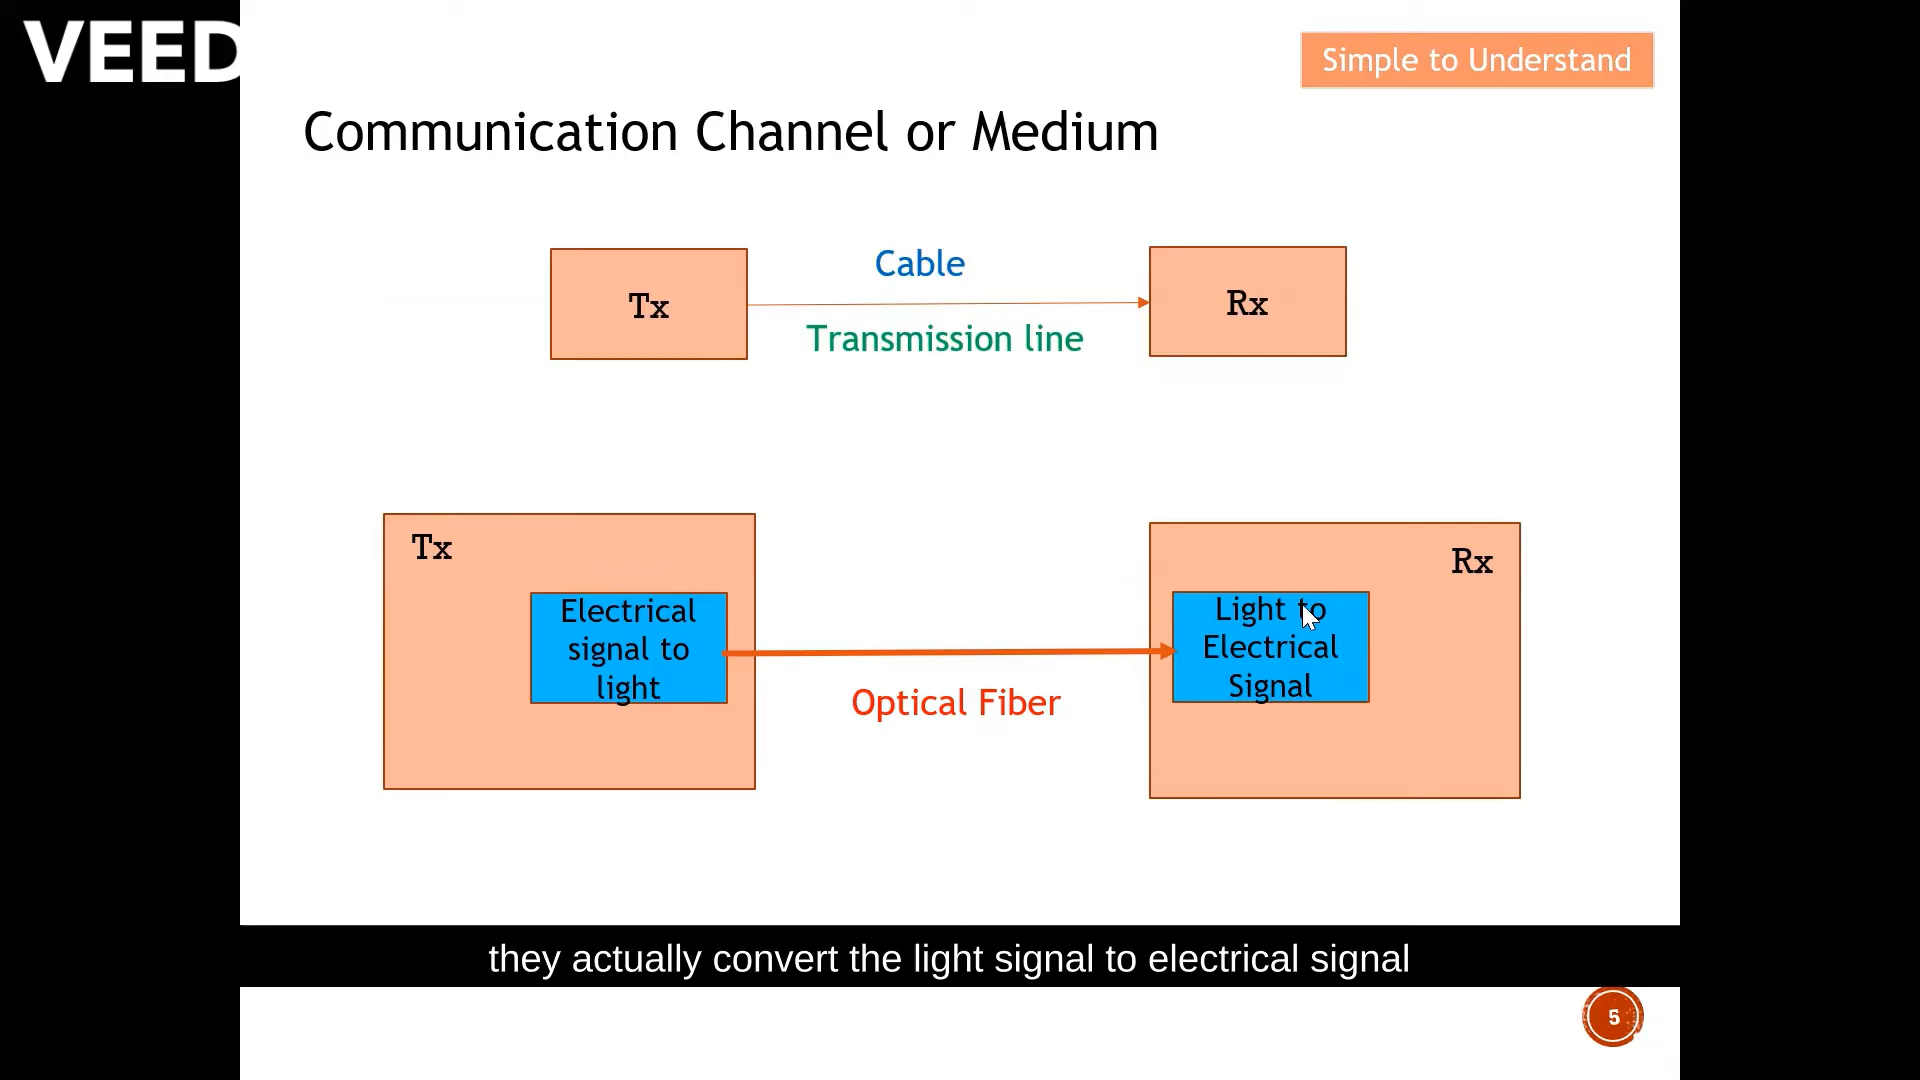 VEED
Simple to Understand
Communication Channel or Medium
Cable
Tx
Rx
Transmission line
Tx
Rx
Electrical
signal to
light
Light to
Electrical
Signal
Optical Fiber
they actually convert the light signal to electrical signal
5